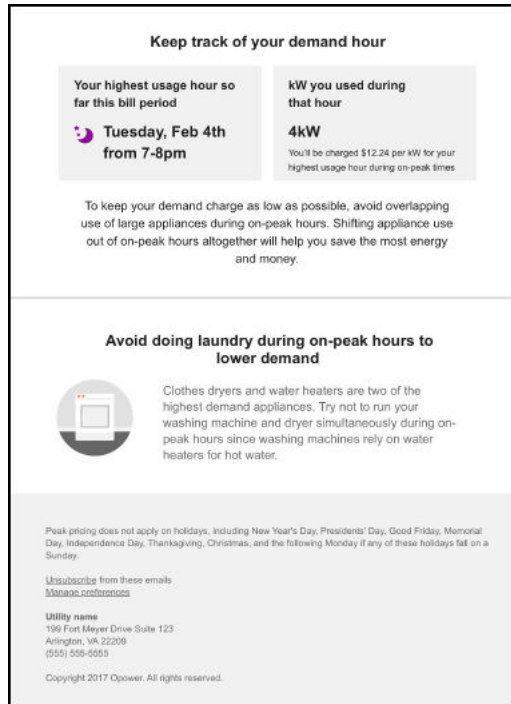 Keep track of your demand hour
Your highest usage hour so
far this bill period
Tuesday, Feb 4th
from 7-8pm
kW you used during
that hour
4kW
You'll be charged $12.24 per kW for your
highest usage hour during on-peak times
To keep your demand charge as low as possible, avoid overlapping
use of large appliances during on-peak hours. Shifting appliance use
out of on-peak hours altogether will help you save the most energy
and money.
Avoid doing laundry during on-peak hours to
lower demand
Clothes dryers and water heaters are two of the
highest demand appliances. Try not to run your
washing machine and dryer simultaneously during on-
peak hours since washing machines rely on water
heaters for hot water.
Peak pricing does not apply on holidays, including New Year's Day, Presidents' Day, Good Friday, Memorial
Day, Independence Day, Thanksgiving, Christmas, and the following Monday if any of these holidays fall on a
Sunday.
Unsubscribe from these emails
Manage preferences
Utility name
199 Fort Meyer Drive Suite 123
Arlington, VA 22209
(555) 555-5555
Copyright 2017 Opower. All rights reserved.